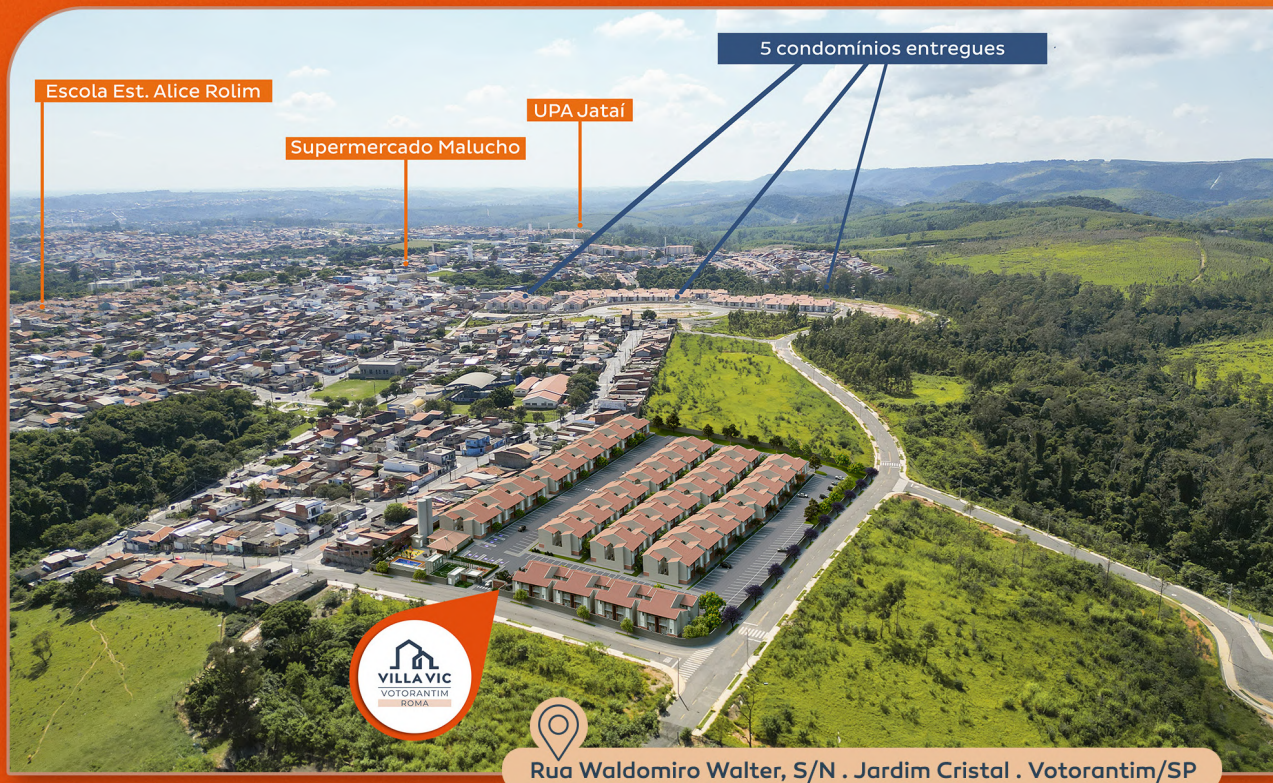 5 condomínios entregues
Escola Est. Alice Rolim
UPA Jataí
Supermercado Malucho
VILLA VIC
VOTORANTIM
ROMA
Rua Waldomiro Walter, S/N . Jardim Cristal . Votorantim/SP